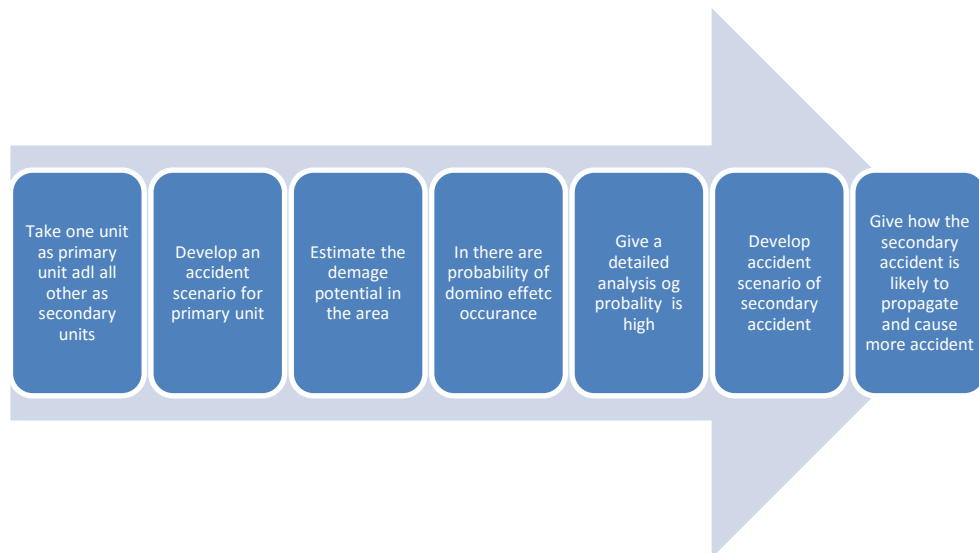 Take one unit
as primary
unit adl all
other as
secondary
units
Develop an
accident
scenario for
primary unit
Estimate the
demage
potential in
the area
In there are
probability of
domino effetc
occurance
Give a
detailed
analysis og
probality is
high
Develop
accident
scenario of
secondary
accident
Give how the
secondary
accident is
likely to
propagate
and cause
more accident